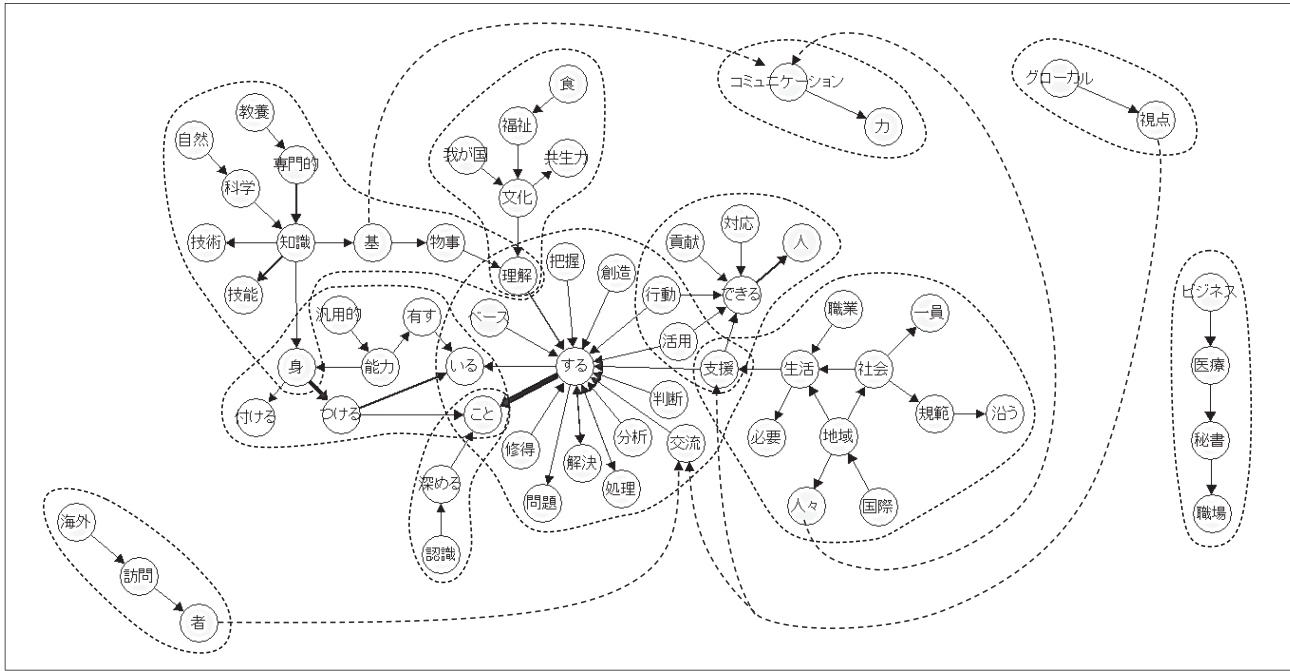 コミュニケーション
力
グローカル
視点
食
福祉
我が国
共生力
文化
教養
自然
専門的
科学
技術
知識
基
物事
技能
理解
把握
創造
貢献
対応
人
行動
できる
ベース
活用
汎用的
有す
身
能力
いる
する
支援
付ける
つける
こと
判断
修得
分析
交流
解決
問題
処理
深める
認識
職業
一員
生活
社会
規範
沿う
必要
地域
人々
国際
ビジネス
医療
秘書
職場
海外
訪問
者